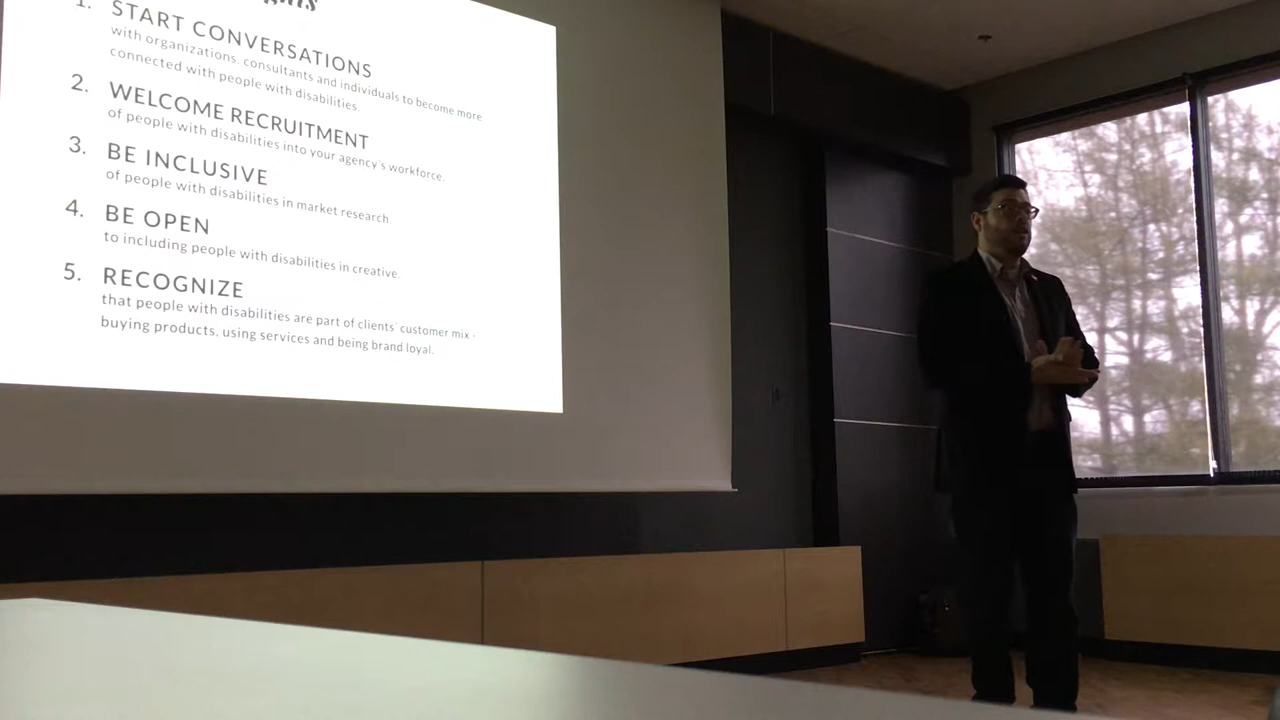 1. START CONVERSATIONS
with organizations, consultants and individuals to become more
connected with people with disabilities.
2. WELCOME RECRUITMENT
of people with disabilities into your agency's workforce.
3. BE INCLUSIVE
of people with disabilities in market research.
4. BE OPEN
to including people with disabilities in creative.
5. RECOGNIZE
that people with disabilities are part of clients' customer mix -
buying products, using services and being brand loyal.